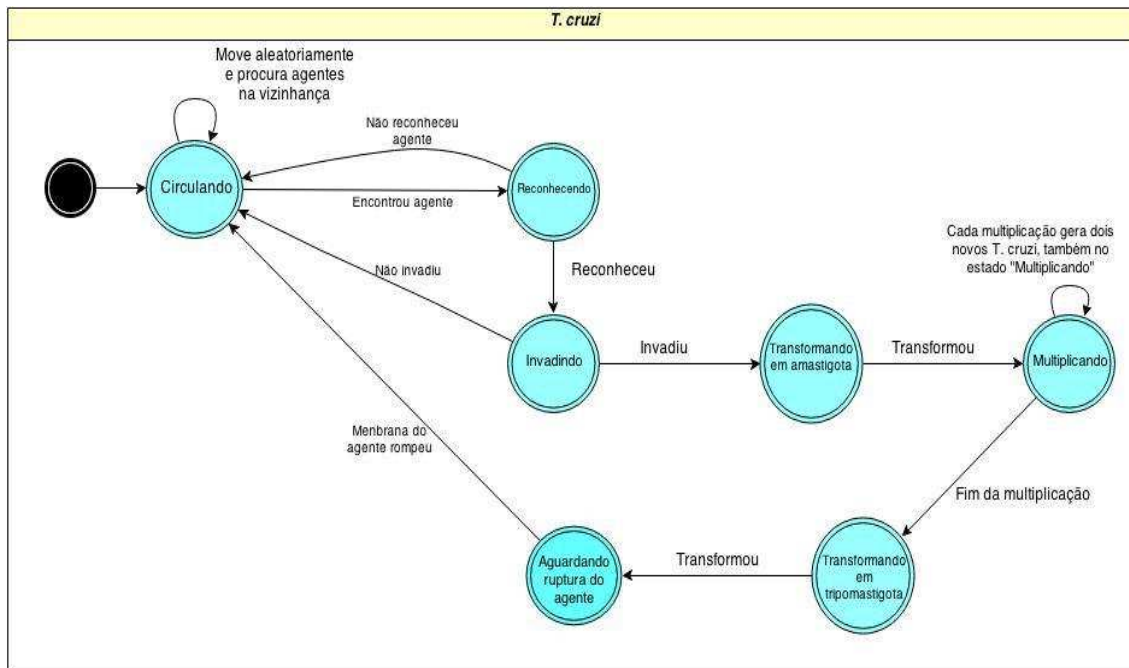 T. cruzi
Move aleatoriamente
e procura agentes
na vizinhança
Não reconheceu
agente
Circulando
Reconhecendo
Encontrou agente
Não invadiu
Reconheceu
Cada multiplicação gera dois
novos T. cruzi, também no
estado "Multiplicando"
Invadindo
Invadiu
Transformando
em amastigota
Transformou
Multiplicando
Menbrana do
agente rompeu
Fim da multiplicação
Aguardando
ruptura do
agente
Transformou
Transformando
em
tripomastigota